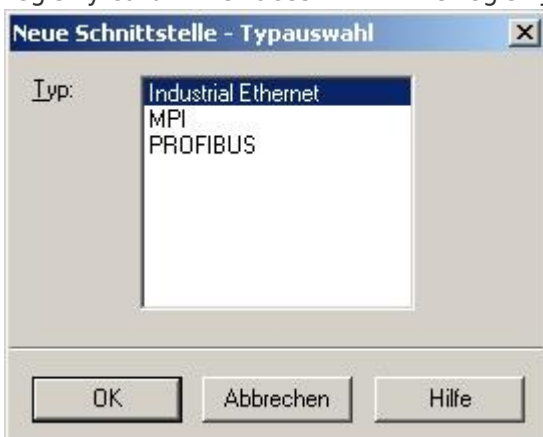 Neue Schnittstelle - Typauswahl
Typ:
Industrial Ethernet
MPI
PROFIBUS
OK
Abbrechen
Hilfe